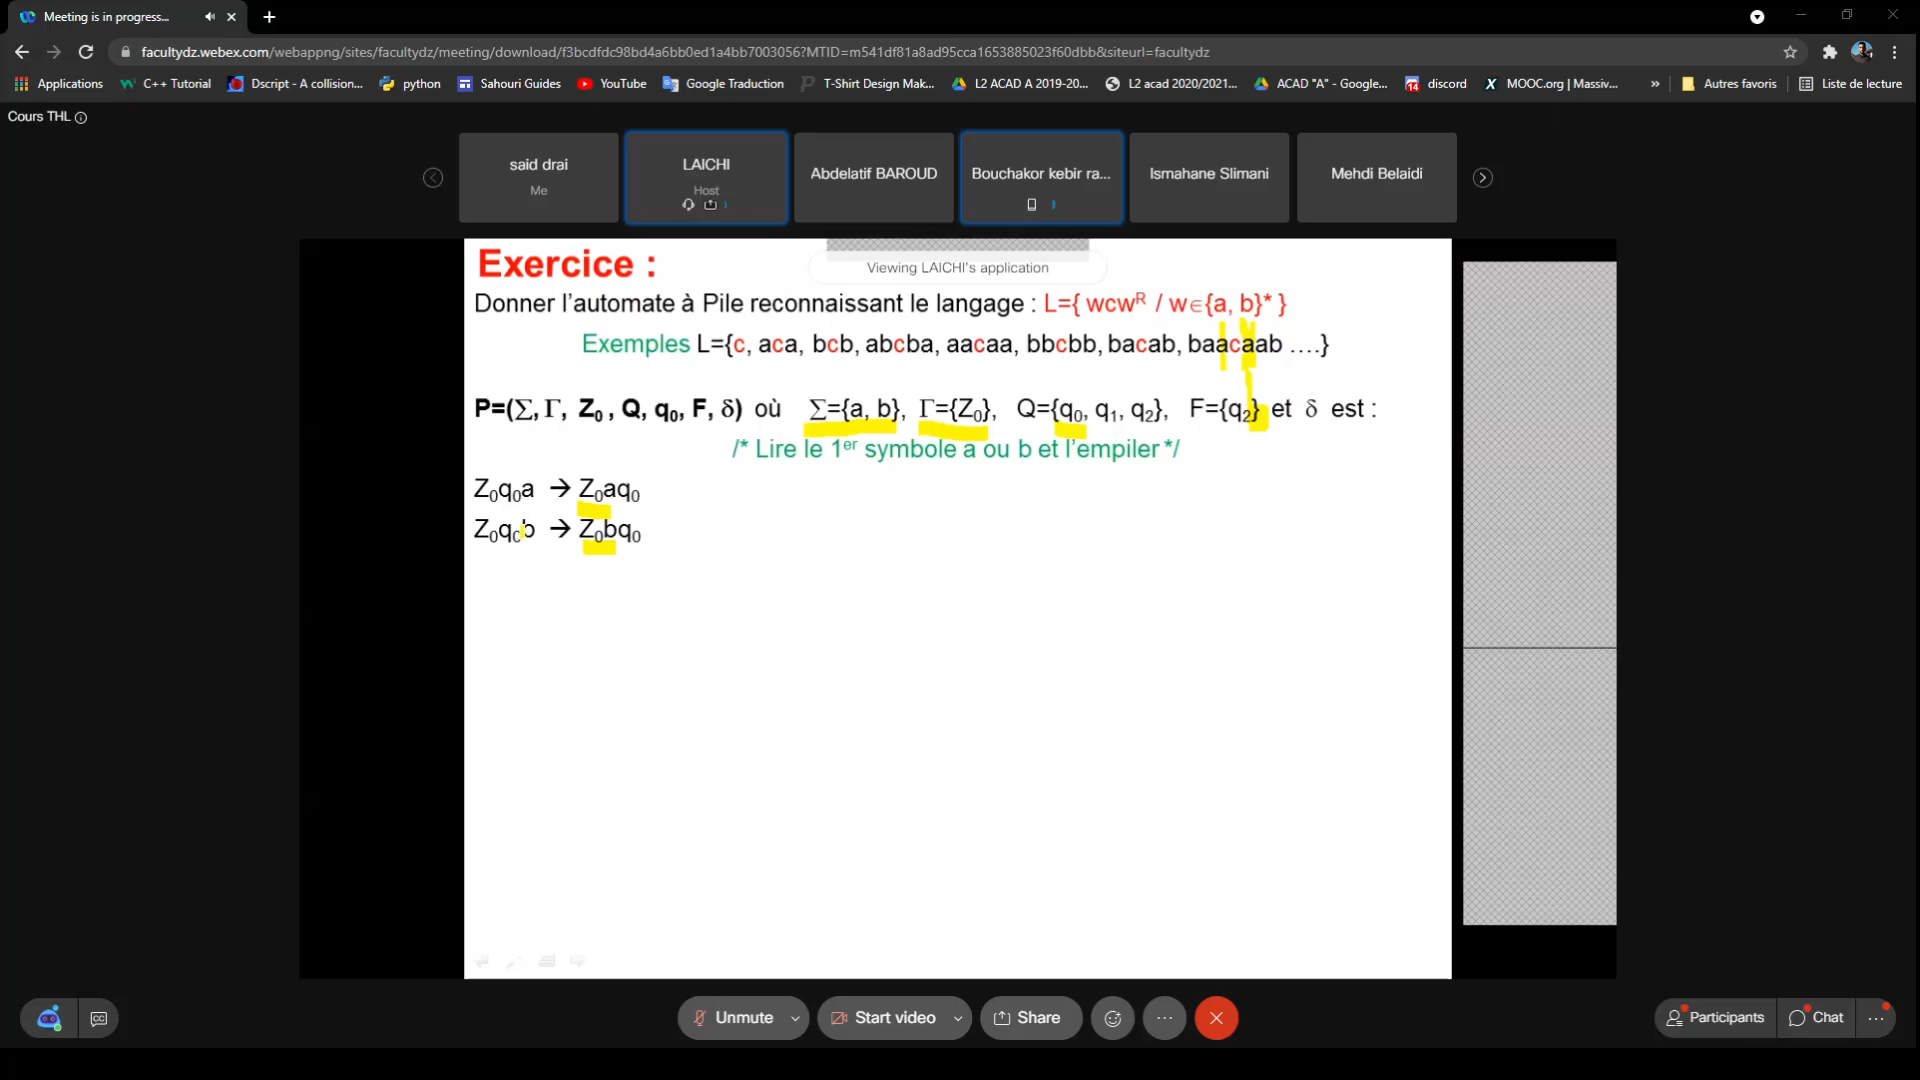 Meeting is in progress...
facultydz.webex.com/webappng/sites/facultydz/meeting/download/f3bcdfdc98bd4a6bb0ed1a4bb7003056?MTID=m541df81a8ad95cca1653885023f60dbb&siteurl=facultydz
Applications C++ Tutorial Dscript - A collision... python Sahouri Guides YouTube Google Traduction T-Shirt Design Mak... L2 ACAD A 2019-20... L2 acad 2020/2021... ACAD "A" - Google... 14 discord MOOC.org | Massiv... » Autres favoris Liste de lecture
Cours THL
said drai
Me
LAICHI
Host
Abdelatif BAROUD
Bouchakor kebir ra...
Ismahane Slimani
Mehdi Belaidi
Exercice :
Viewing LAICHI's application
Donner l'automate à Pile reconnaissant le langage : L={ wcwᴿ / w∈{a, b}* }
Exemples L={c, aca, bcb, abcba, aacaa, bbcbb, bacab, baacaab ….}
P=(Σ, Γ, Z₀ , Q, q₀, F, δ) où Σ={a, b}, Γ={Z₀}, Q={q₀, q₁, q₂}, F={q₂} et δ est :
/* Lire le 1er symbole a ou b et l'empiler */
Z₀q₀a → Z₀aq₀
Z₀q₀b → Z₀bq₀
CC
Unmute Start video Share
Participants Chat